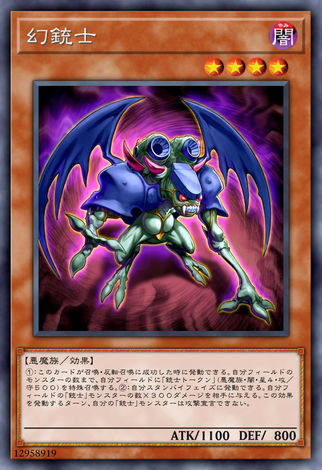 幻銃士
やみ
闇
【悪魔族/効果】
①:このカードが召喚・反転召喚に成功した時に発動できる。自分フィールドの
モンスターの数まで、自分フィールドに「銃士トークン」(悪魔族・闇・星4・攻/
守500)を特殊召喚する。②:自分スタンバイフェイズに発動できる。自分フィ
ールドの「銃士」モンスターの数×300ダメージを相手に与える。この効果
を発動するターン、自分の「銃士」モンスターは攻撃宣言できない。
ATK/1100 DEF/ 800
12958919